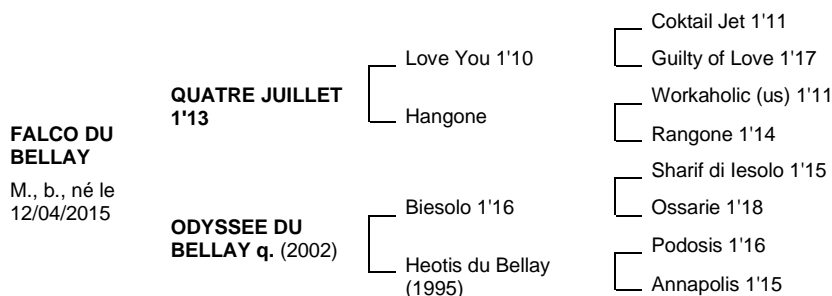 FALCO DU
BELLAY
M., b., né le
12/04/2015
QUATRE JUILLET
1'13
ODYSSEE DU
BELLAY q. (2002)
Love You 1'10
Hangone
Biesolo 1'16
Heotis du Bellay
(1995)
Coktail Jet 1'11
Guilty of Love 1'17
Workaholic (us) 1'11
Rangone 1'14
Sharif di Iesolo 1'15
Ossarie 1'18
Podosis 1'16
Annapolis 1'15